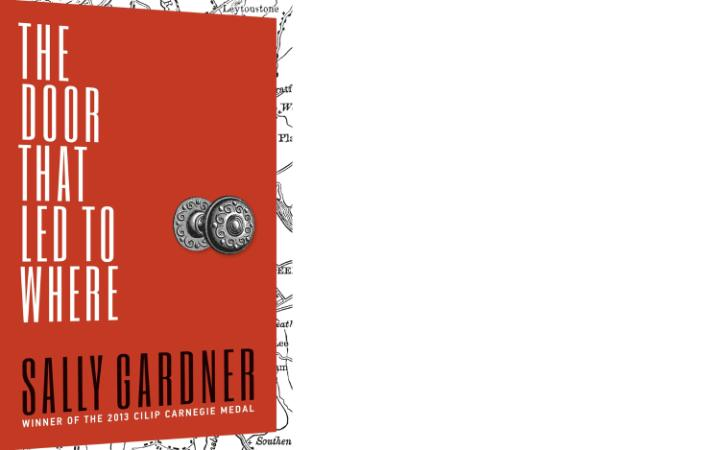 Leytonstone
THE
DOOR
THAT
LED TO
WHERE
SALLY GARDNER
WINNER OF THE 2013 CILIP CARNEGIE MEDAL